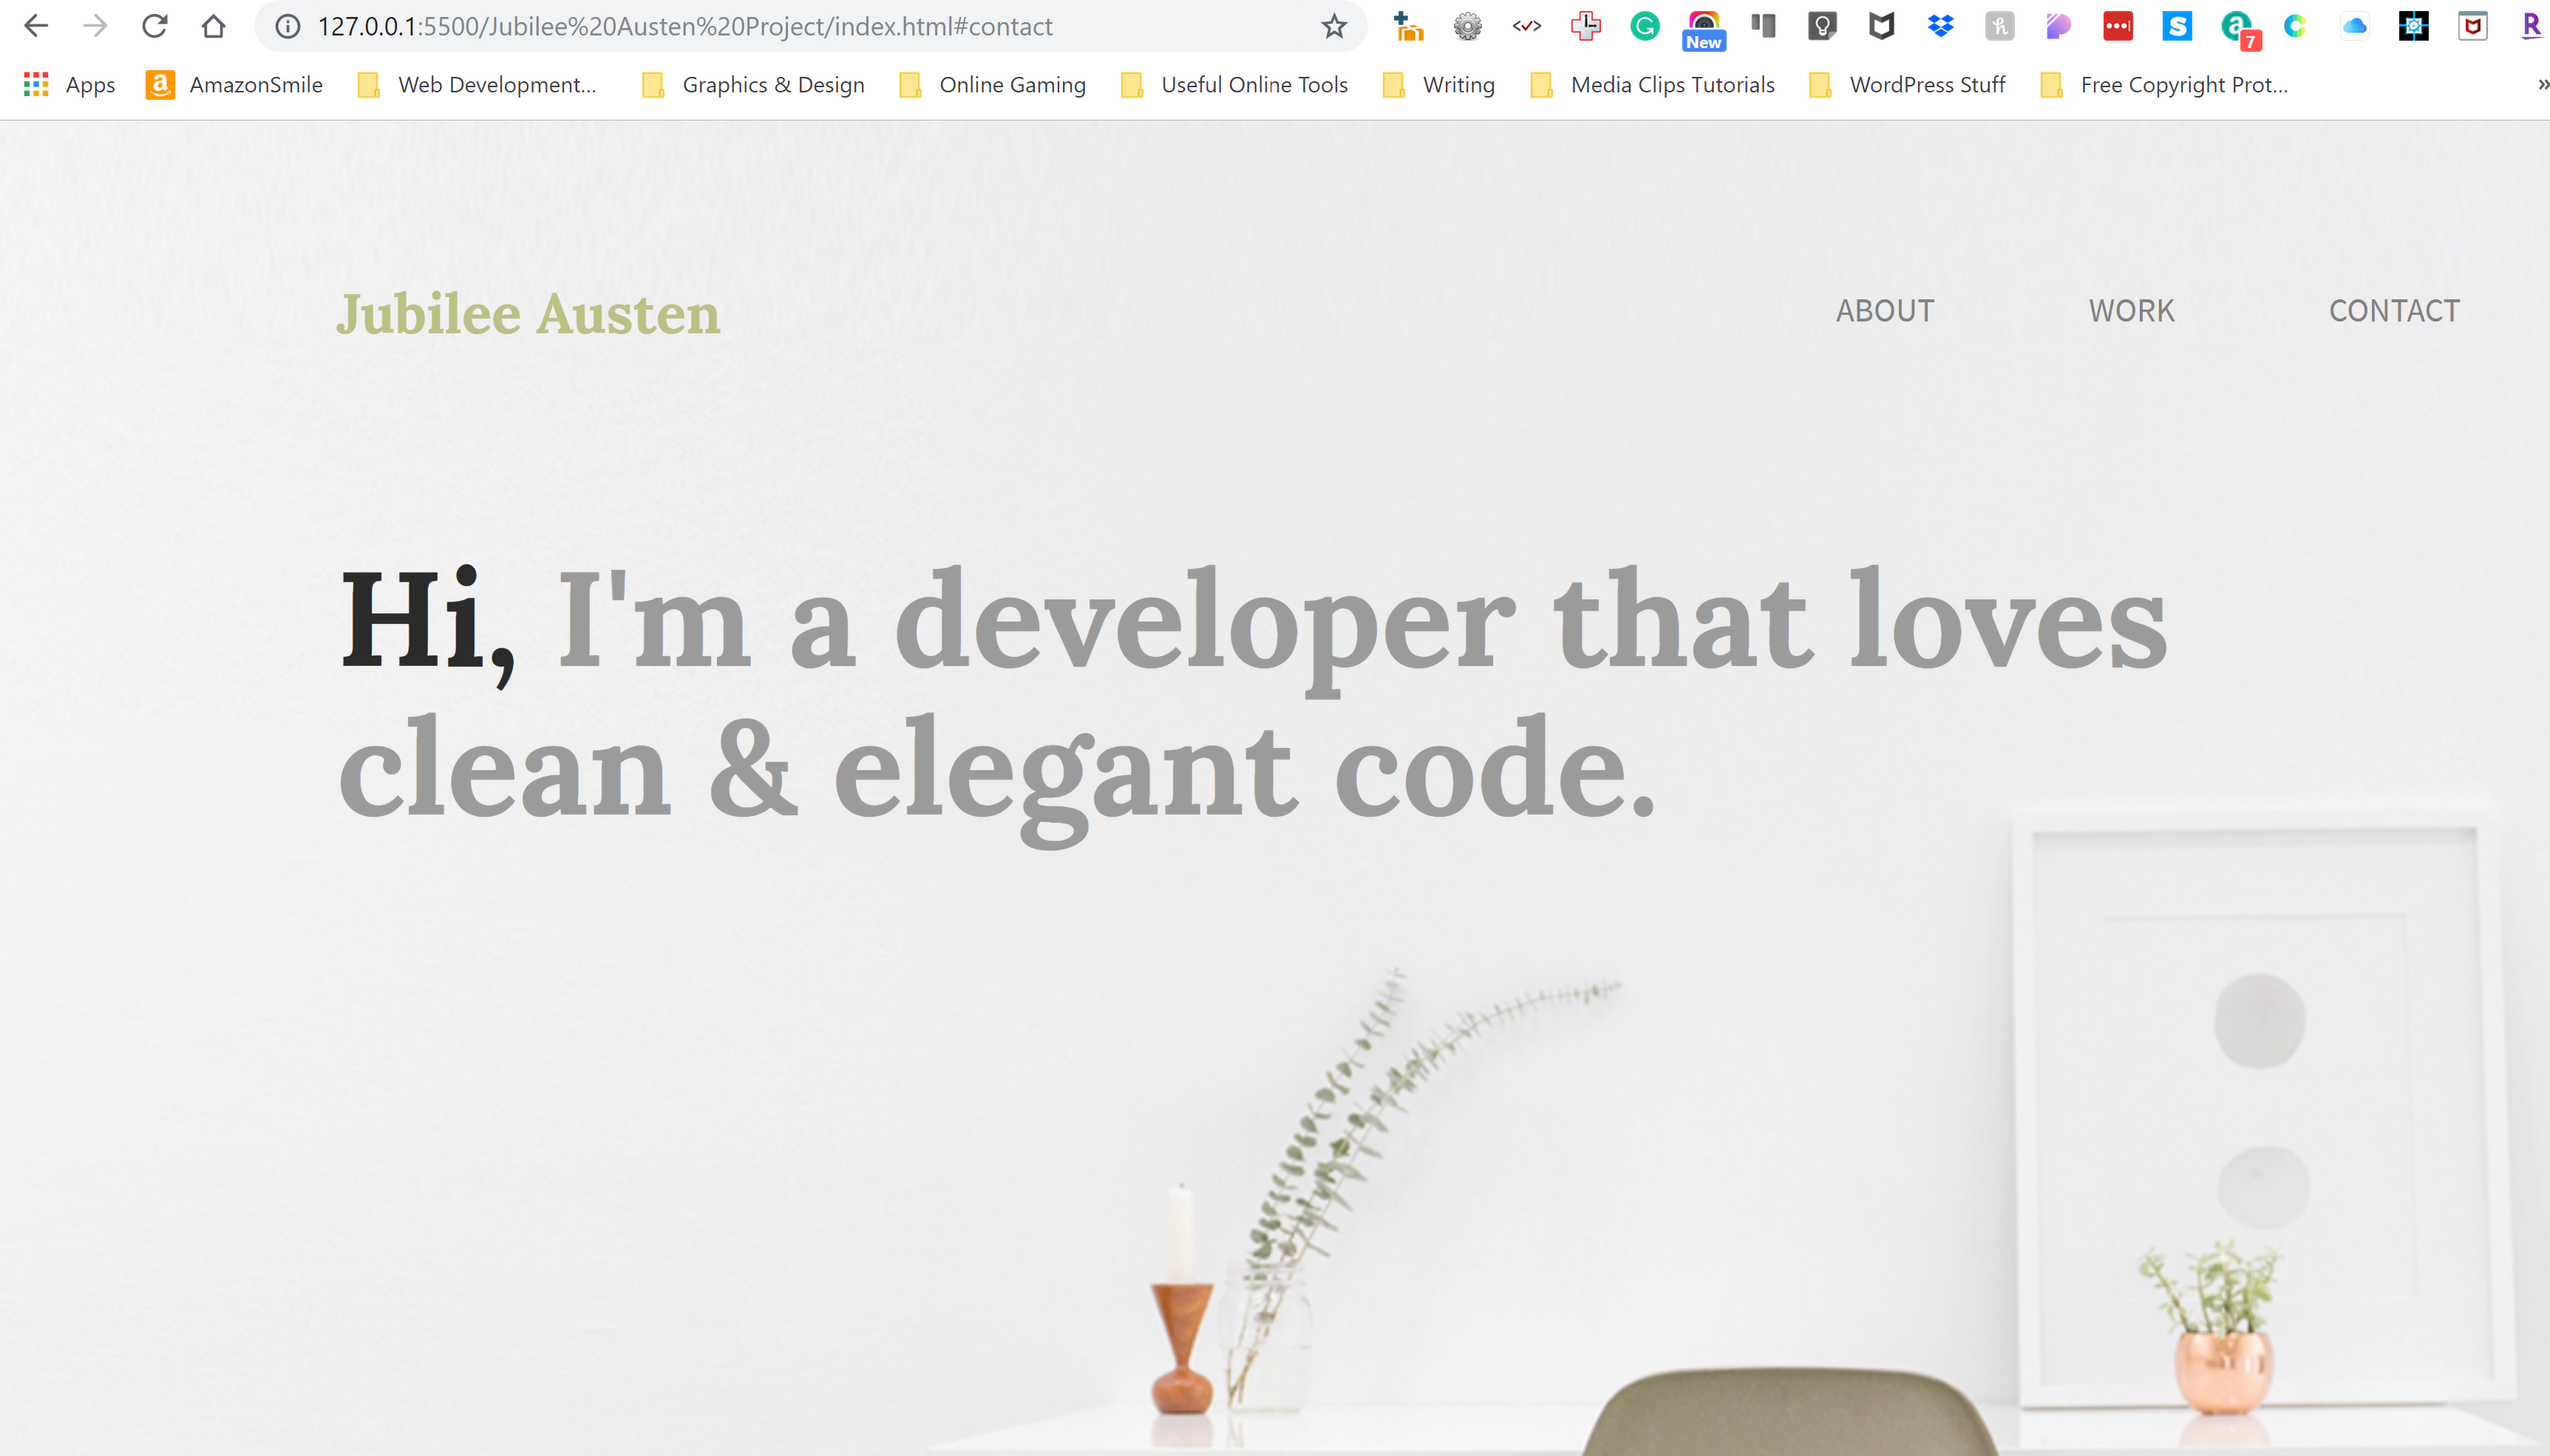 127.0.0.1:5500/Jubilee%20Austen%20Project/index.html#contact
New
7
Apps
AmazonSmile
Web Development...
Graphics & Design
Online Gaming
Useful Online Tools
Writing
Media Clips Tutorials
WordPress Stuff
Free Copyright Prot...
»
Jubilee Austen
ABOUT
WORK
CONTACT
Hi, I'm a developer that loves
clean & elegant code.